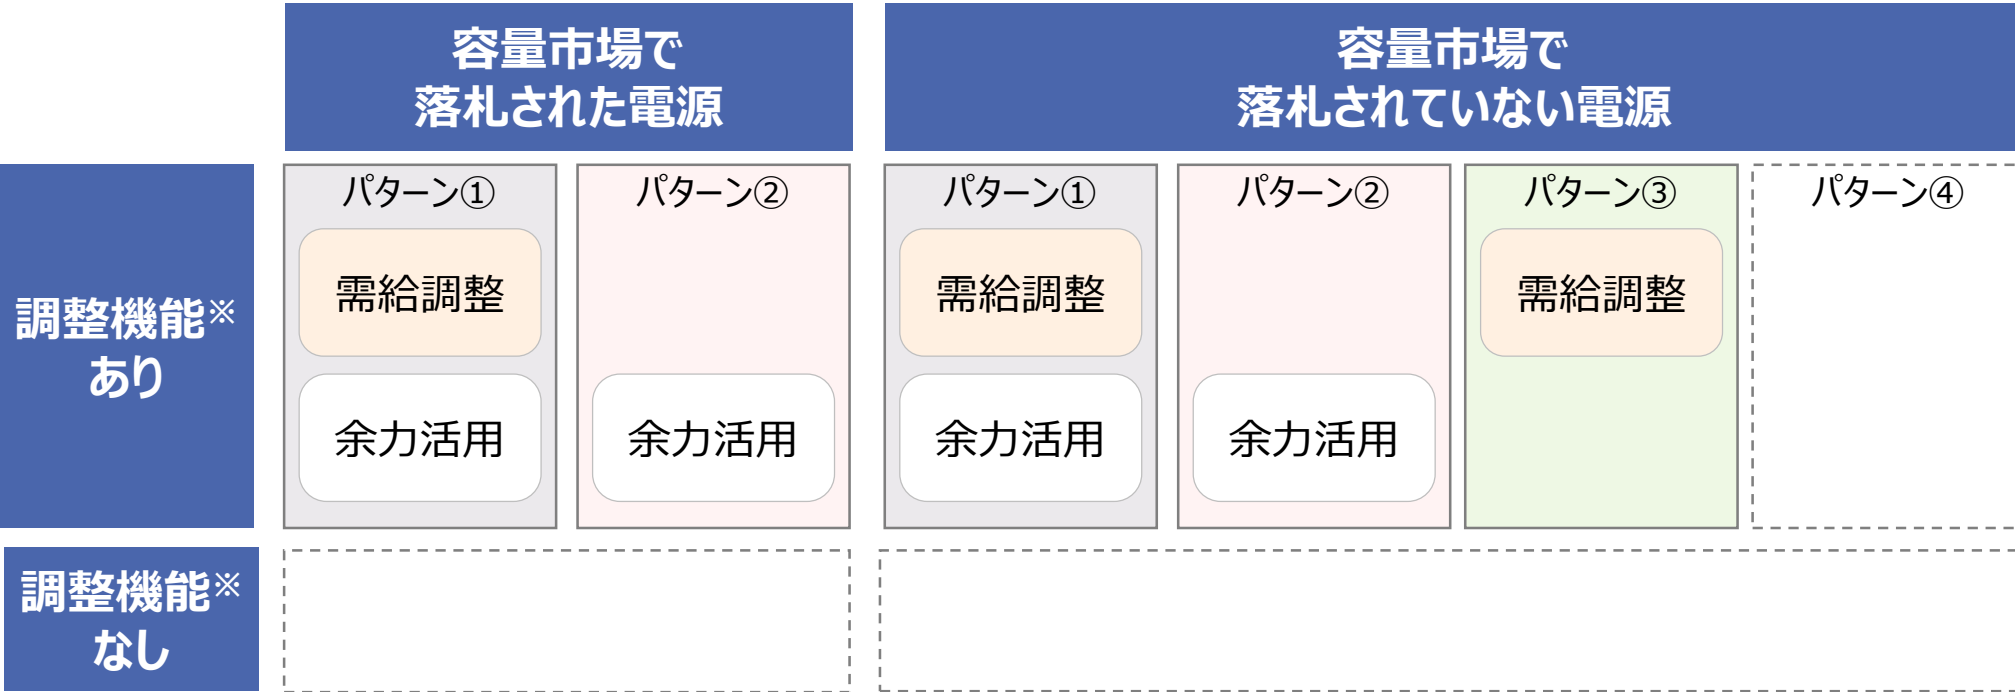 容量市場で
落札された電源
容量市場で
落札されていない電源
調整機能※
あり
パターン①
需給調整
余力活用
パターン②
余力活用
パターン①
需給調整
余力活用
パターン②
余力活用
パターン③
需給調整
パターン④
調整機能※
なし